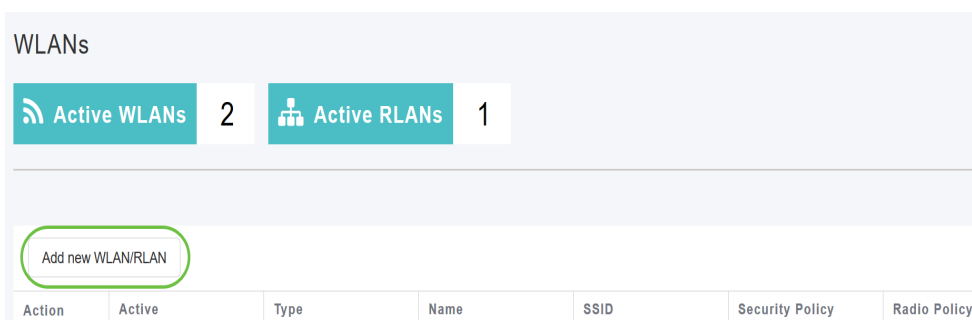 WLANs
Active WLANs 2 Active RLANs 1
Add new WLAN/RLAN
Action Active Type Name SSID Security Policy Radio Policy